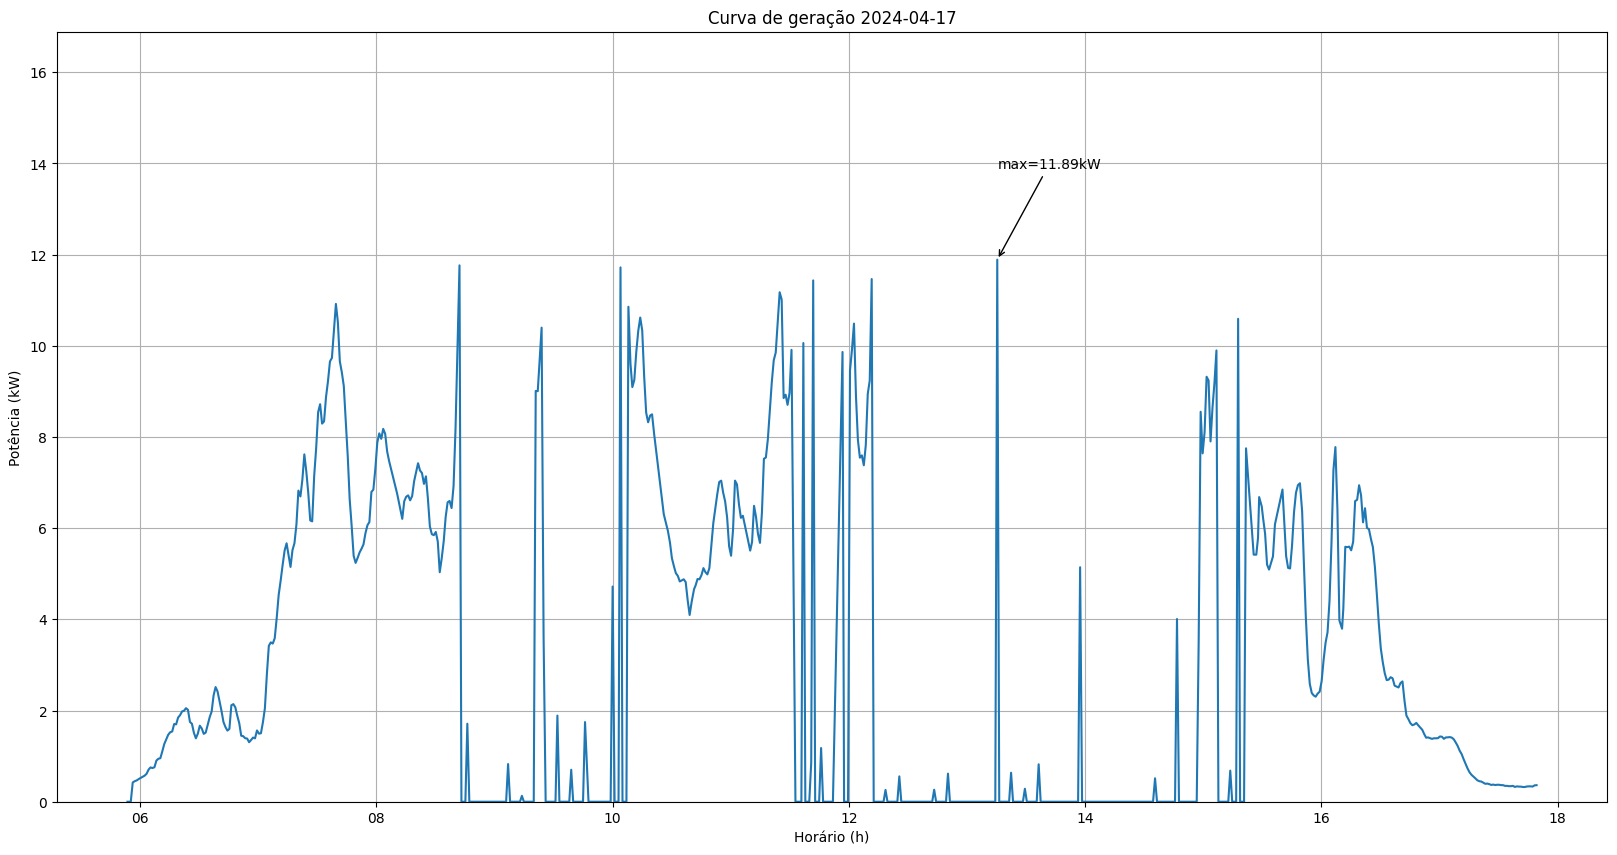 Curva de geração 2024-04-17
16
14
12
10
8
6
4
2
0
Potência (kW)
max=11.89kW
06 08 10 12 14 16 18
Horário (h)